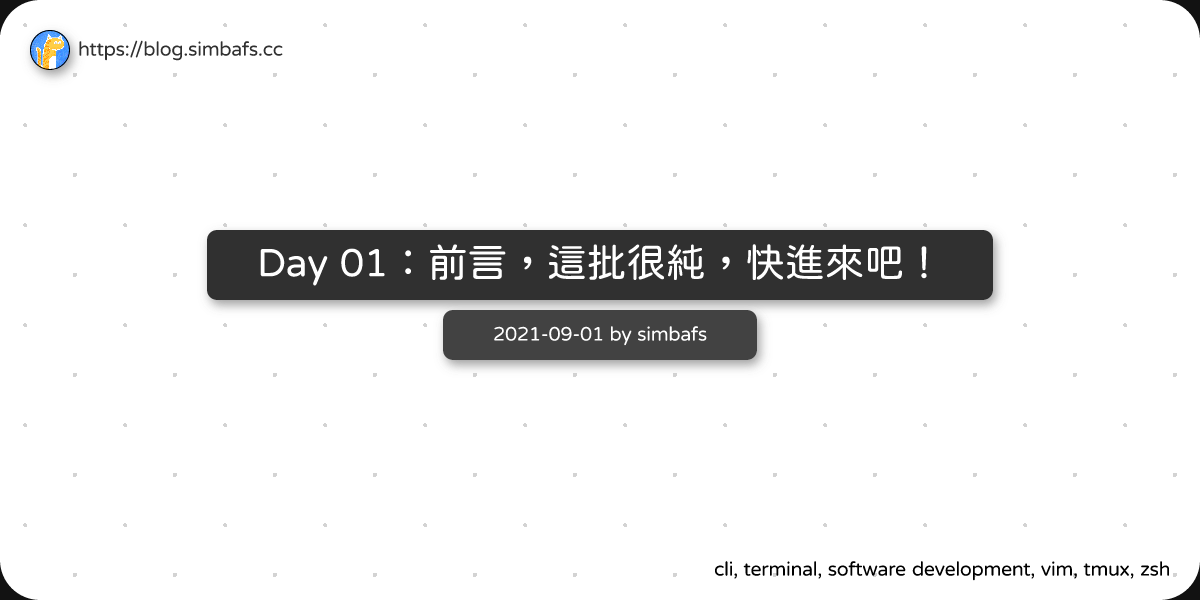 https://blog.simbafs.cc
Day 01：前言，這批很純，快進來吧！
2021-09-01 by simbafs
cli, terminal, software development, vim, tmux, zsh